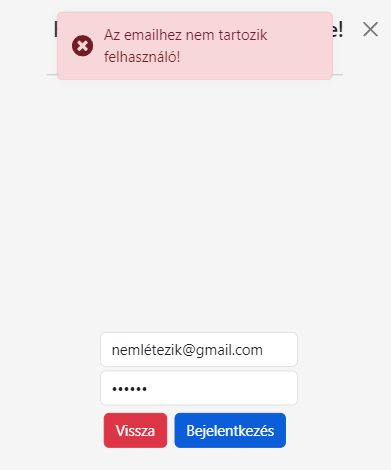 e!
Az emailhez nem tartozik
felhasználó!
nemlétezik@gmail.com
••••••
Vissza
Bejelentkezés